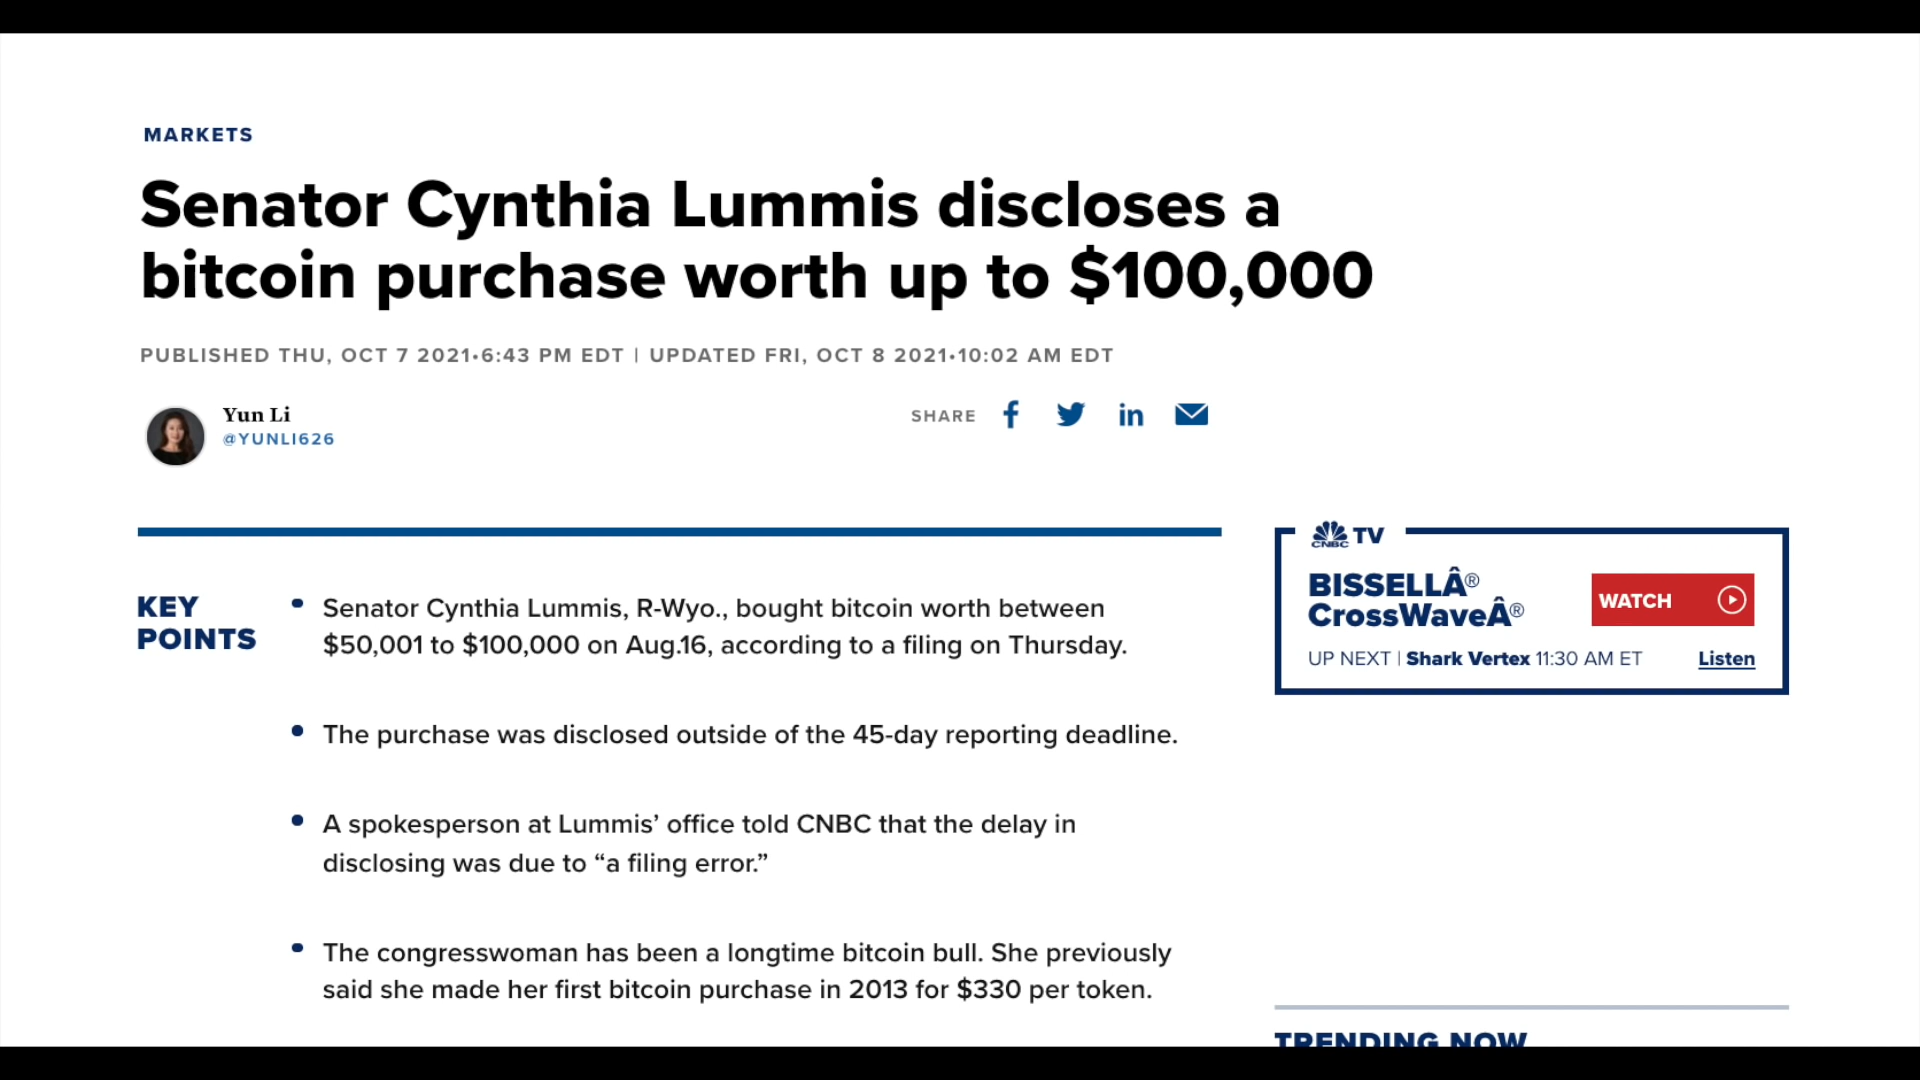 MARKETS
Senator Cynthia Lummis discloses a
bitcoin purchase worth up to $100,000
PUBLISHED THU, OCT 7 2021•6:43 PM EDT | UPDATED FRI, OCT 8 2021•10:02 AM EDT
Yun Li
@YUNLI626
SHARE
KEY
POINTS
• Senator Cynthia Lummis, R-Wyo., bought bitcoin worth between
$50,001 to $100,000 on Aug.16, according to a filing on Thursday.
• The purchase was disclosed outside of the 45-day reporting deadline.
• A spokesperson at Lummis’ office told CNBC that the delay in
disclosing was due to “a filing error.”
• The congresswoman has been a longtime bitcoin bull. She previously
said she made her first bitcoin purchase in 2013 for $330 per token.
CNBC TV
BISSELLÂ®
CrossWaveÂ®
WATCH
UP NEXT | Shark Vertex 11:30 AM ET
Listen
TRENDING NOW